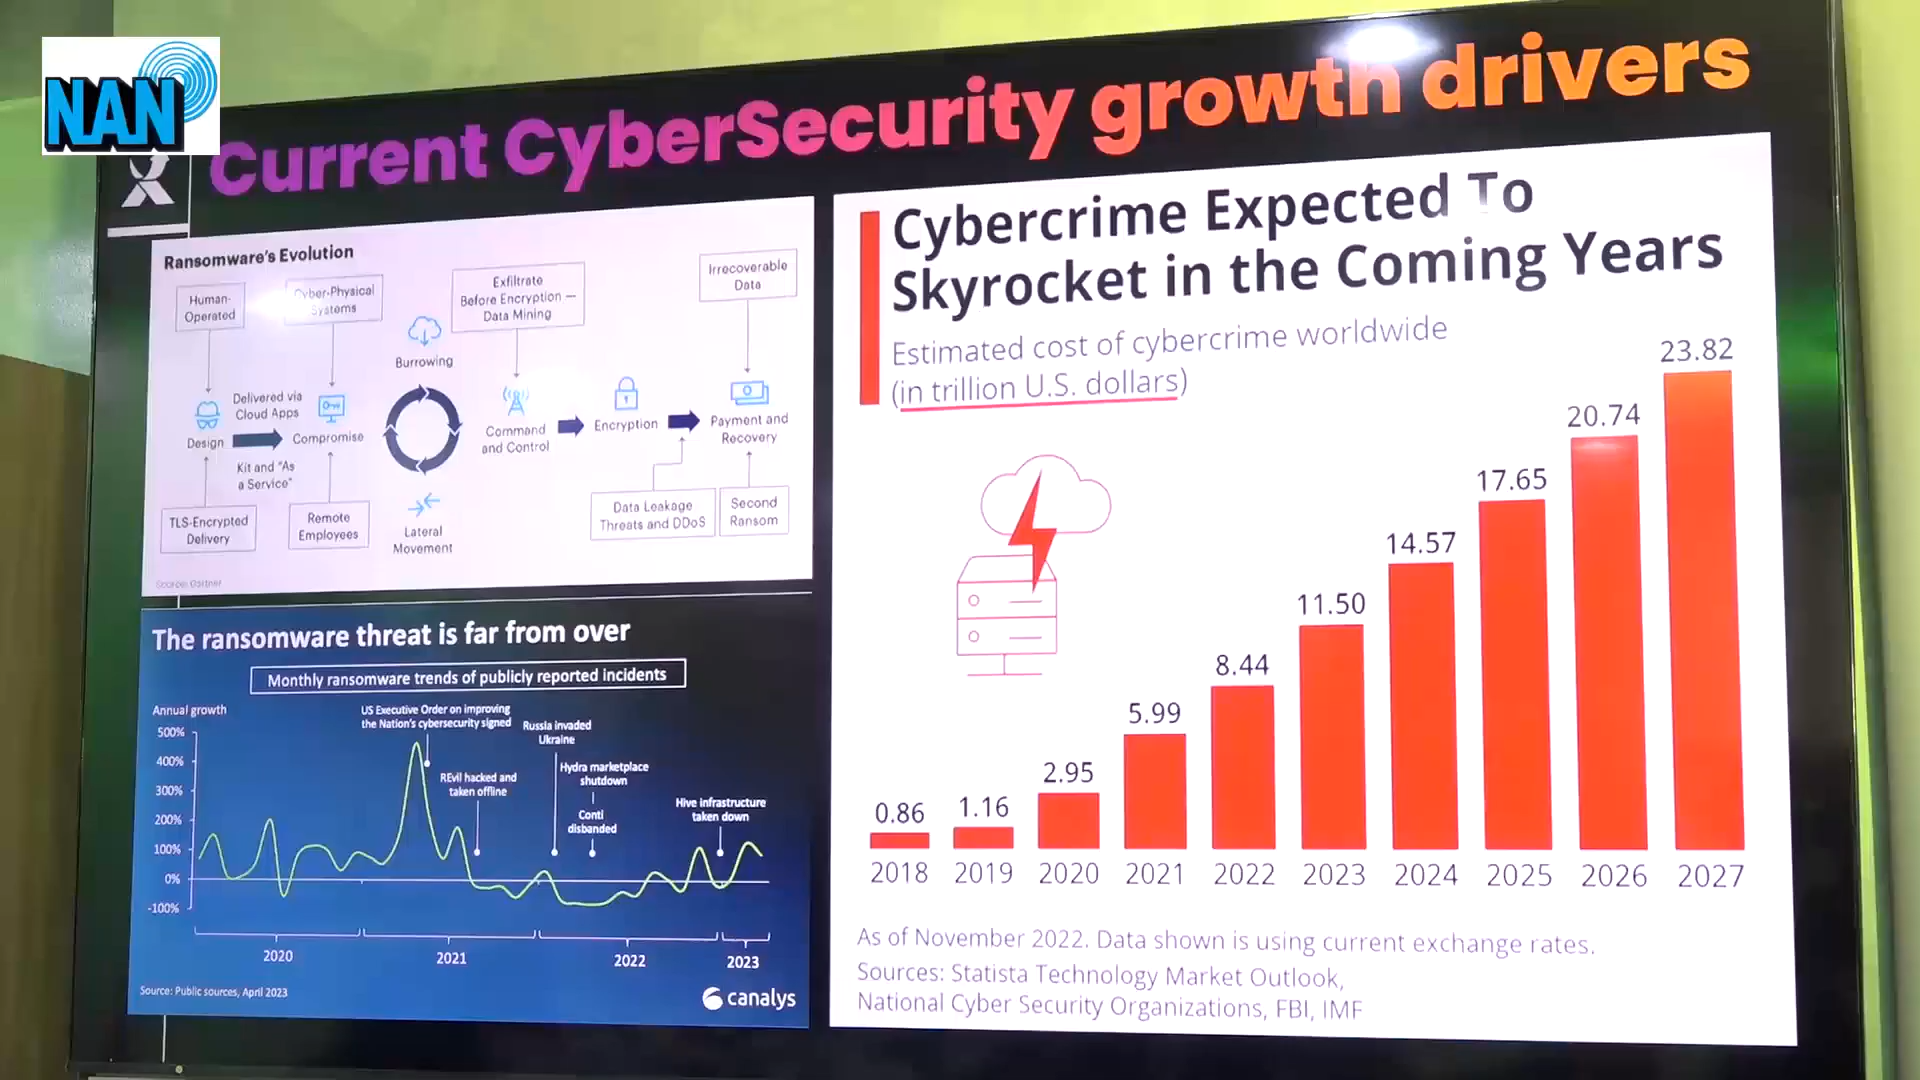 NAN
Current CyberSecurity growth drivers
Ransomware's Evolution
Human-
Operated
Cyber-Physical
Systems
Exfiltrate
Before Encryption —
Data Mining
Irrecoverable
Data
Burrowing
Delivered via
Cloud Apps
Design
Compromise
Kit and "As
a Service"
Command
and Control
Encryption
Payment and
Recovery
TLS-Encrypted
Delivery
Remote
Employees
Lateral
Movement
Data Leakage
Threats and DDoS
Second
Ransom
Source: Gartner
The ransomware threat is far from over
Monthly ransomware trends of publicly reported incidents
Annual growth
500%
400%
300%
200%
100%
0%
-100%
US Executive Order on improving
the Nation's cybersecurity signed
REvil hacked and
taken offline
Russia invaded
Ukraine
Hydra marketplace
shutdown
Conti
disbanded
Hive infrastructure
taken down
2020
2021
2022
2023
Source: Public sources, April 2023
canalys
Cybercrime Expected To
Skyrocket in the Coming Years
Estimated cost of cybercrime worldwide
(in trillion U.S. dollars)
0.86
1.16
2.95
5.99
8.44
11.50
14.57
17.65
20.74
23.82
2018
2019
2020
2021
2022
2023
2024
2025
2026
2027
As of November 2022. Data shown is using current exchange rates.
Sources: Statista Technology Market Outlook,
National Cyber Security Organizations, FBI, IMF